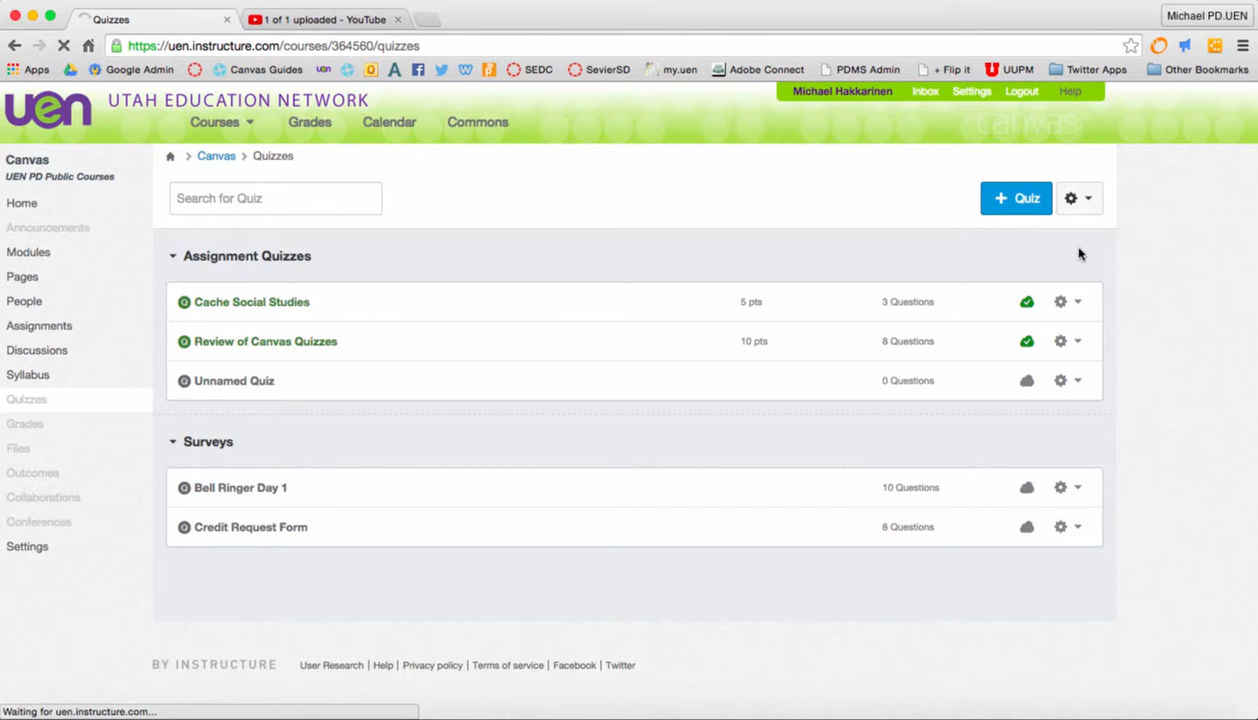 Quizzes
1 of 1 uploaded - YouTube
Michael PD.UEN
https://uen.instructure.com/courses/364560/quizzes
Apps Google Admin Canvas Guides uen SEDC SevierSD my.uen Adobe Connect PDMS Admin + Flip it UUPM Twitter Apps Other Bookmarks
uen UTAH EDUCATION NETWORK
Michael Hakkarinen Inbox Settings Logout Help
Courses Grades Calendar Commons
canvas
Canvas
UEN PD Public Courses
Home
Announcements
Modules
Pages
People
Assignments
Discussions
Syllabus
Quizzes
Grades
Files
Outcomes
Collaborations
Conferences
Settings
> Canvas > Quizzes
Search for Quiz
+ Quiz
Assignment Quizzes
Cache Social Studies 5 pts 3 Questions
Review of Canvas Quizzes 10 pts 8 Questions
Unnamed Quiz 0 Questions
Surveys
Bell Ringer Day 1 10 Questions
Credit Request Form 8 Questions
BY INSTRUCTURE User Research | Help | Privacy policy | Terms of service | Facebook | Twitter
Waiting for uen.instructure.com...